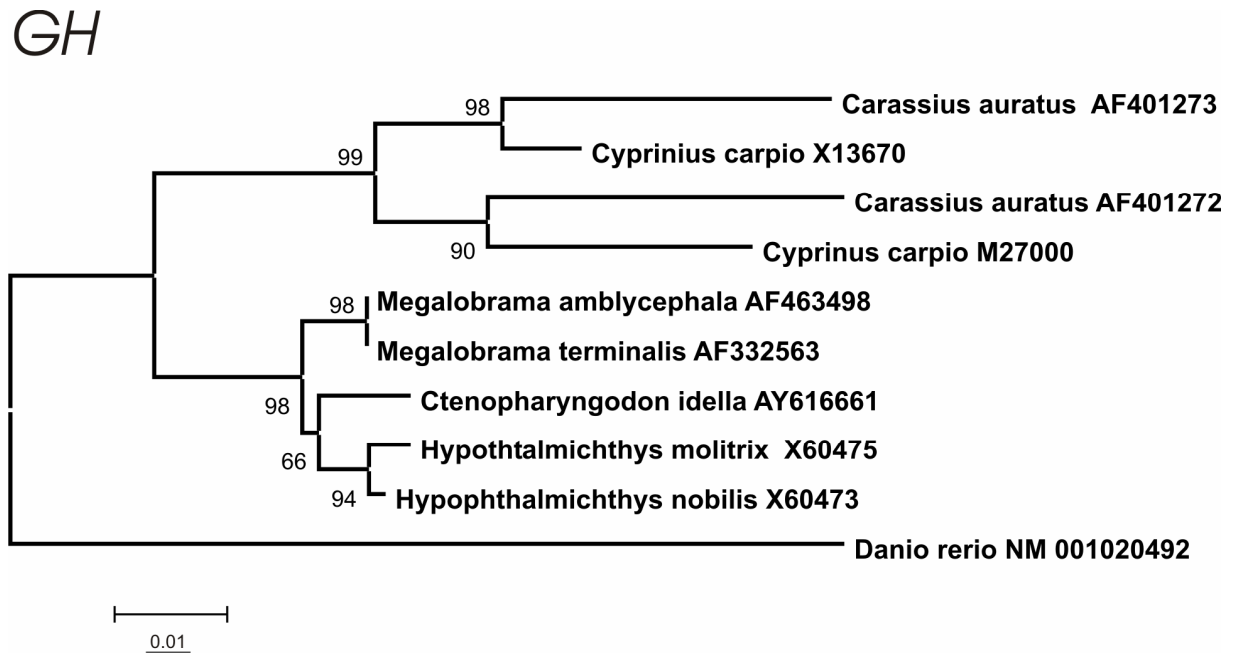 GH
98
Carassius auratus AF401273
Cyprinius carpio X13670
99
Carassius auratus AF401272
90
Cyprinus carpio M27000
98
Megalobrama amblycephala AF463498
Megalobrama terminalis AF332563
98
Ctenopharyngodon idella AY616661
66
Hypothtalmichthys molitrix X60475
94
Hypophthalmichthys nobilis X60473
Danio rerio NM 001020492
0.01